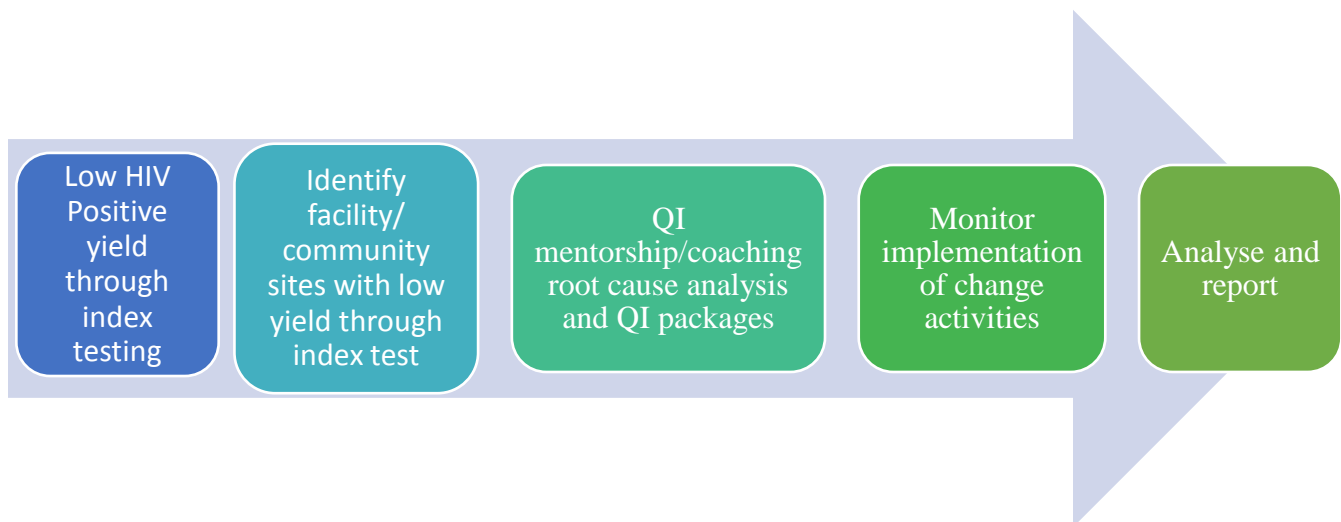 Low HIV
Positive
yield
through
index
testing
Identify
facility/
community
sites with low
yield through
index test
QI
mentorship/coaching
root cause analysis
and QI packages
Monitor
implementation
of change
activities
Analyse and
report